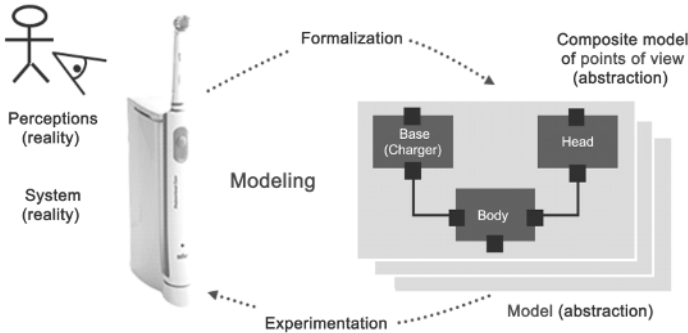 Formalization
Composite model
of points of view
(abstraction)
Perceptions
(reality)
System
(reality)
Modeling
Base
(Charger)
Head
Body
Experimentation
Model (abstraction)